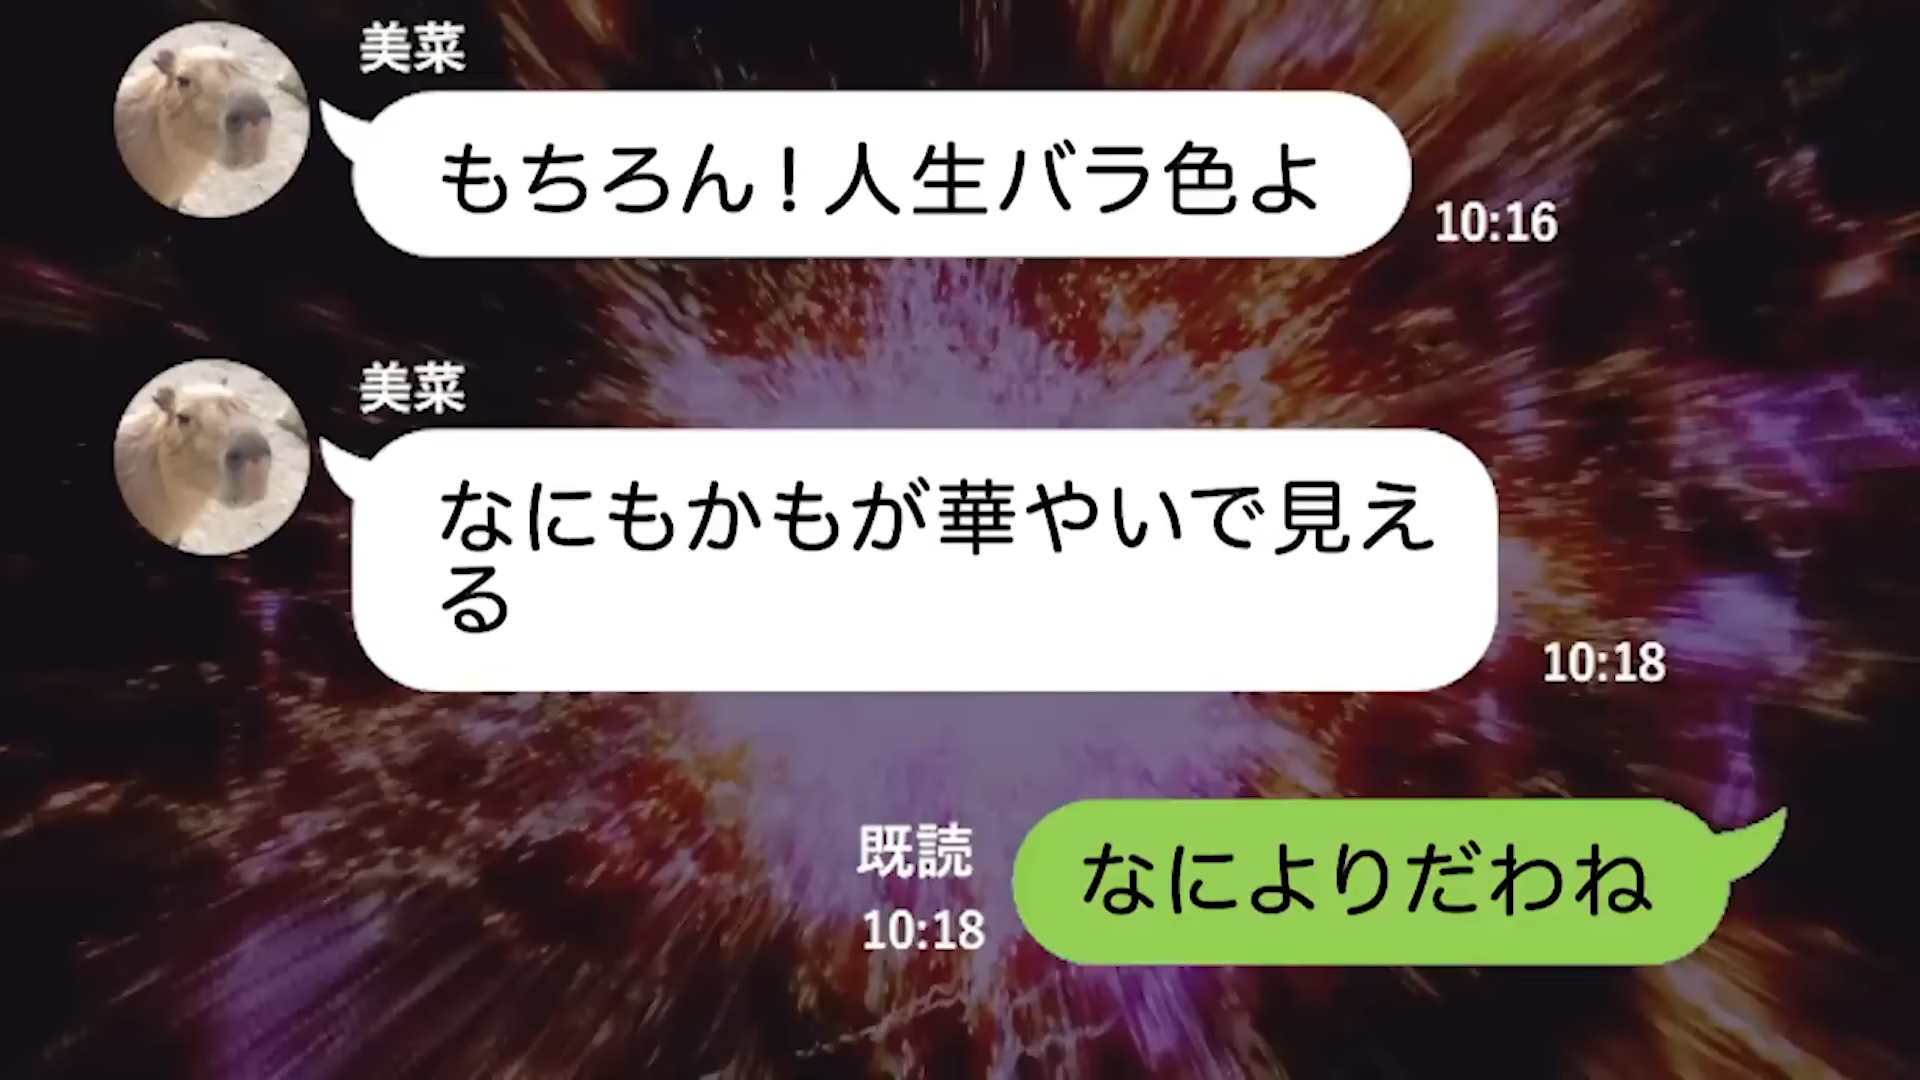 美菜
もちろん！人生バラ色よ
10:16
美菜
なにもかもが華やいで見え
る
10:18
既読
10:18
なによりだわね